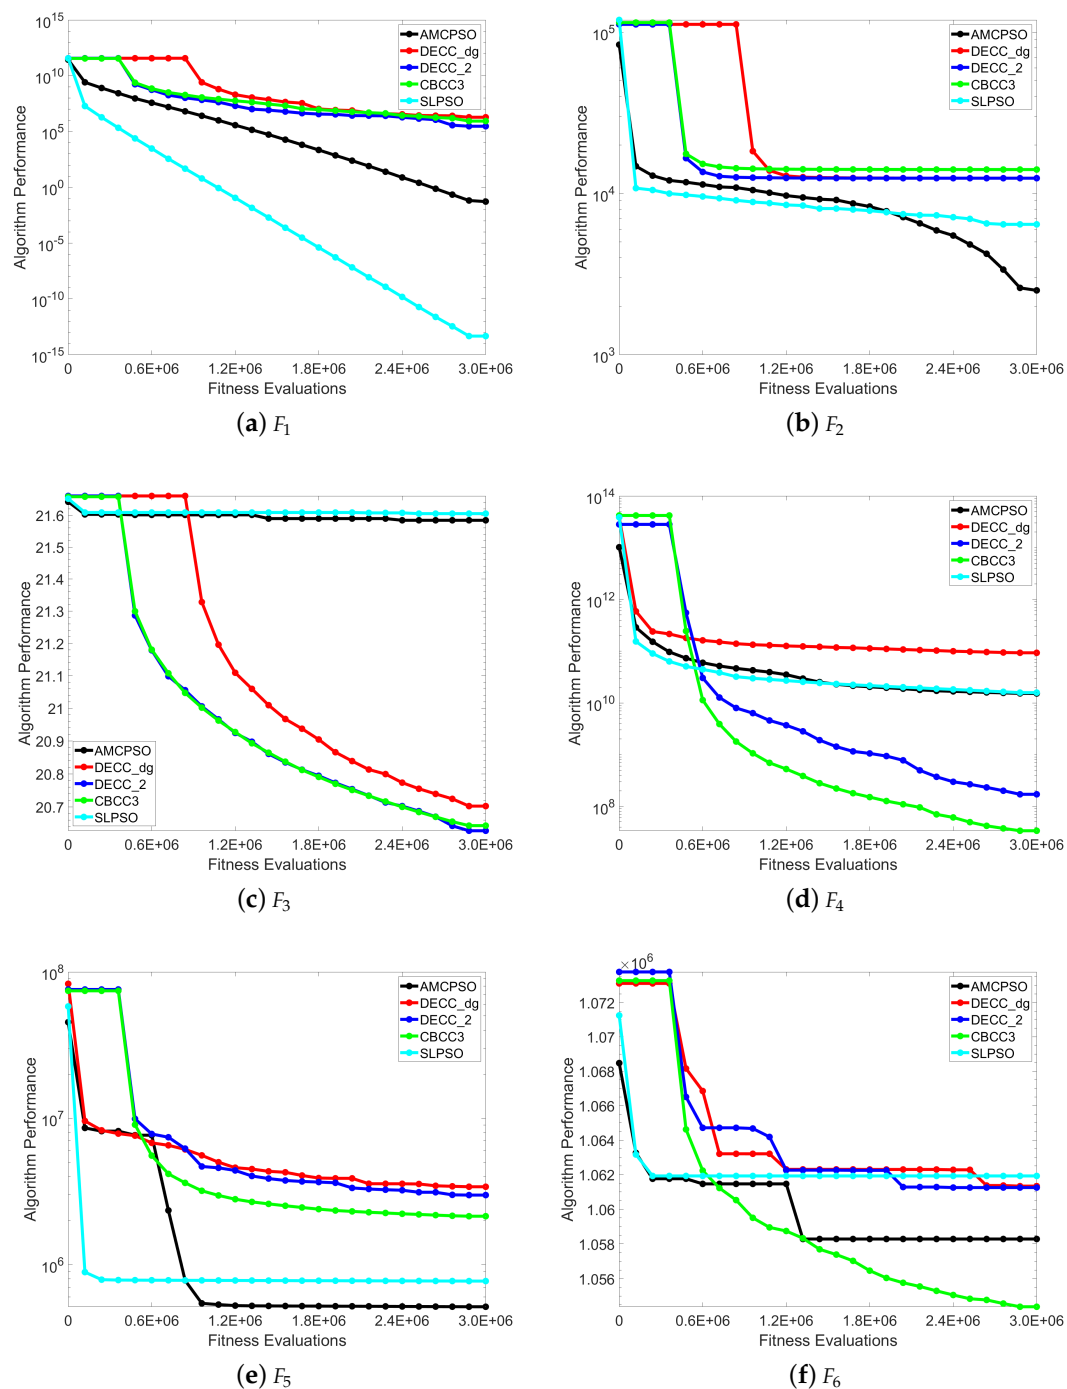 10^15
10^10
10^5
10^0
10^-5
10^-10
10^-15
Algorithm Performance
AMCPSO
DECC_dg
DECC_2
CBCC3
SLPSO
0 0.6E+06 1.2E+06 1.8E+06 2.4E+06 3.0E+06
Fitness Evaluations
(a) F1
10^5
10^4
10^3
Algorithm Performance
AMCPSO
DECC_dg
DECC_2
CBCC3
SLPSO
0 0.6E+06 1.2E+06 1.8E+06 2.4E+06 3.0E+06
Fitness Evaluations
(b) F2
21.6
21.5
21.4
21.3
21.2
21.1
21
20.9
20.8
20.7
Algorithm Performance
AMCPSO
DECC_dg
DECC_2
CBCC3
SLPSO
0 0.6E+06 1.2E+06 1.8E+06 2.4E+06 3.0E+06
Fitness Evaluations
(c) F3
10^14
10^12
10^10
10^8
Algorithm Performance
AMCPSO
DECC_dg
DECC_2
CBCC3
SLPSO
0 0.6E+06 1.2E+06 1.8E+06 2.4E+06 3.0E+06
Fitness Evaluations
(d) F4
10^8
10^7
10^6
Algorithm Performance
AMCPSO
DECC_dg
DECC_2
CBCC3
SLPSO
0 0.6E+06 1.2E+06 1.8E+06 2.4E+06 3.0E+06
Fitness Evaluations
(e) F5
×10^6
1.072
1.07
1.068
1.066
1.064
1.062
1.06
1.058
1.056
Algorithm Performance
AMCPSO
DECC_dg
DECC_2
CBCC3
SLPSO
0 0.6E+06 1.2E+06 1.8E+06 2.4E+06 3.0E+06
Fitness Evaluations
(f) F6